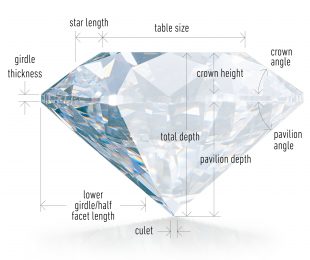 star length
table size
girdle
thickness
crown height
crown
angle
total depth
pavilion
angle
pavilion depth
lower
girdle/half
facet length
culet